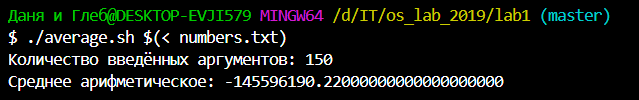 Даня и Глеб@DESKTOP-EVJI579 MINGW64 /d/IT/os_lab_2019/lab1 (master)
$ ./average.sh $(< numbers.txt)
Количество введённых аргументов: 150
Среднее арифметическое: -145596190.22000000000000000000